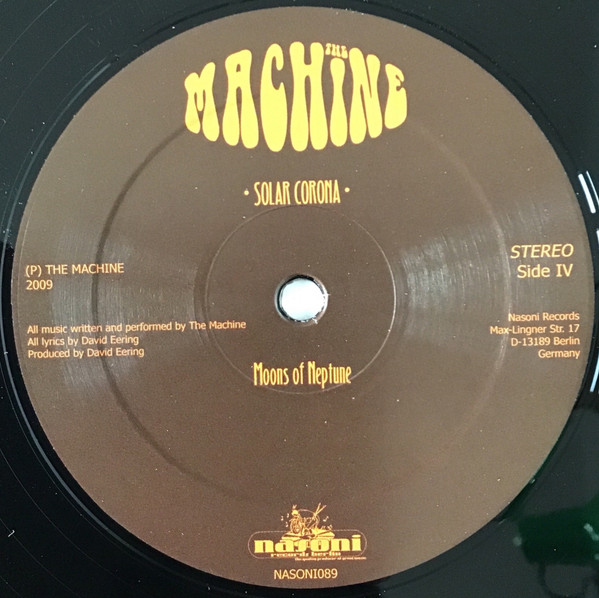 THE
MACHINE
· SOLAR CORONA ·
(P) THE MACHINE
2009
STEREO
Side IV
All music written and performed by The Machine
All lyrics by David Eering
Produced by David Eering
Nasoni Records
Max-Lingner Str. 17
D-13189 Berlin
Germany
Moons of Neptune
nasoni
records berlin
NASONI089